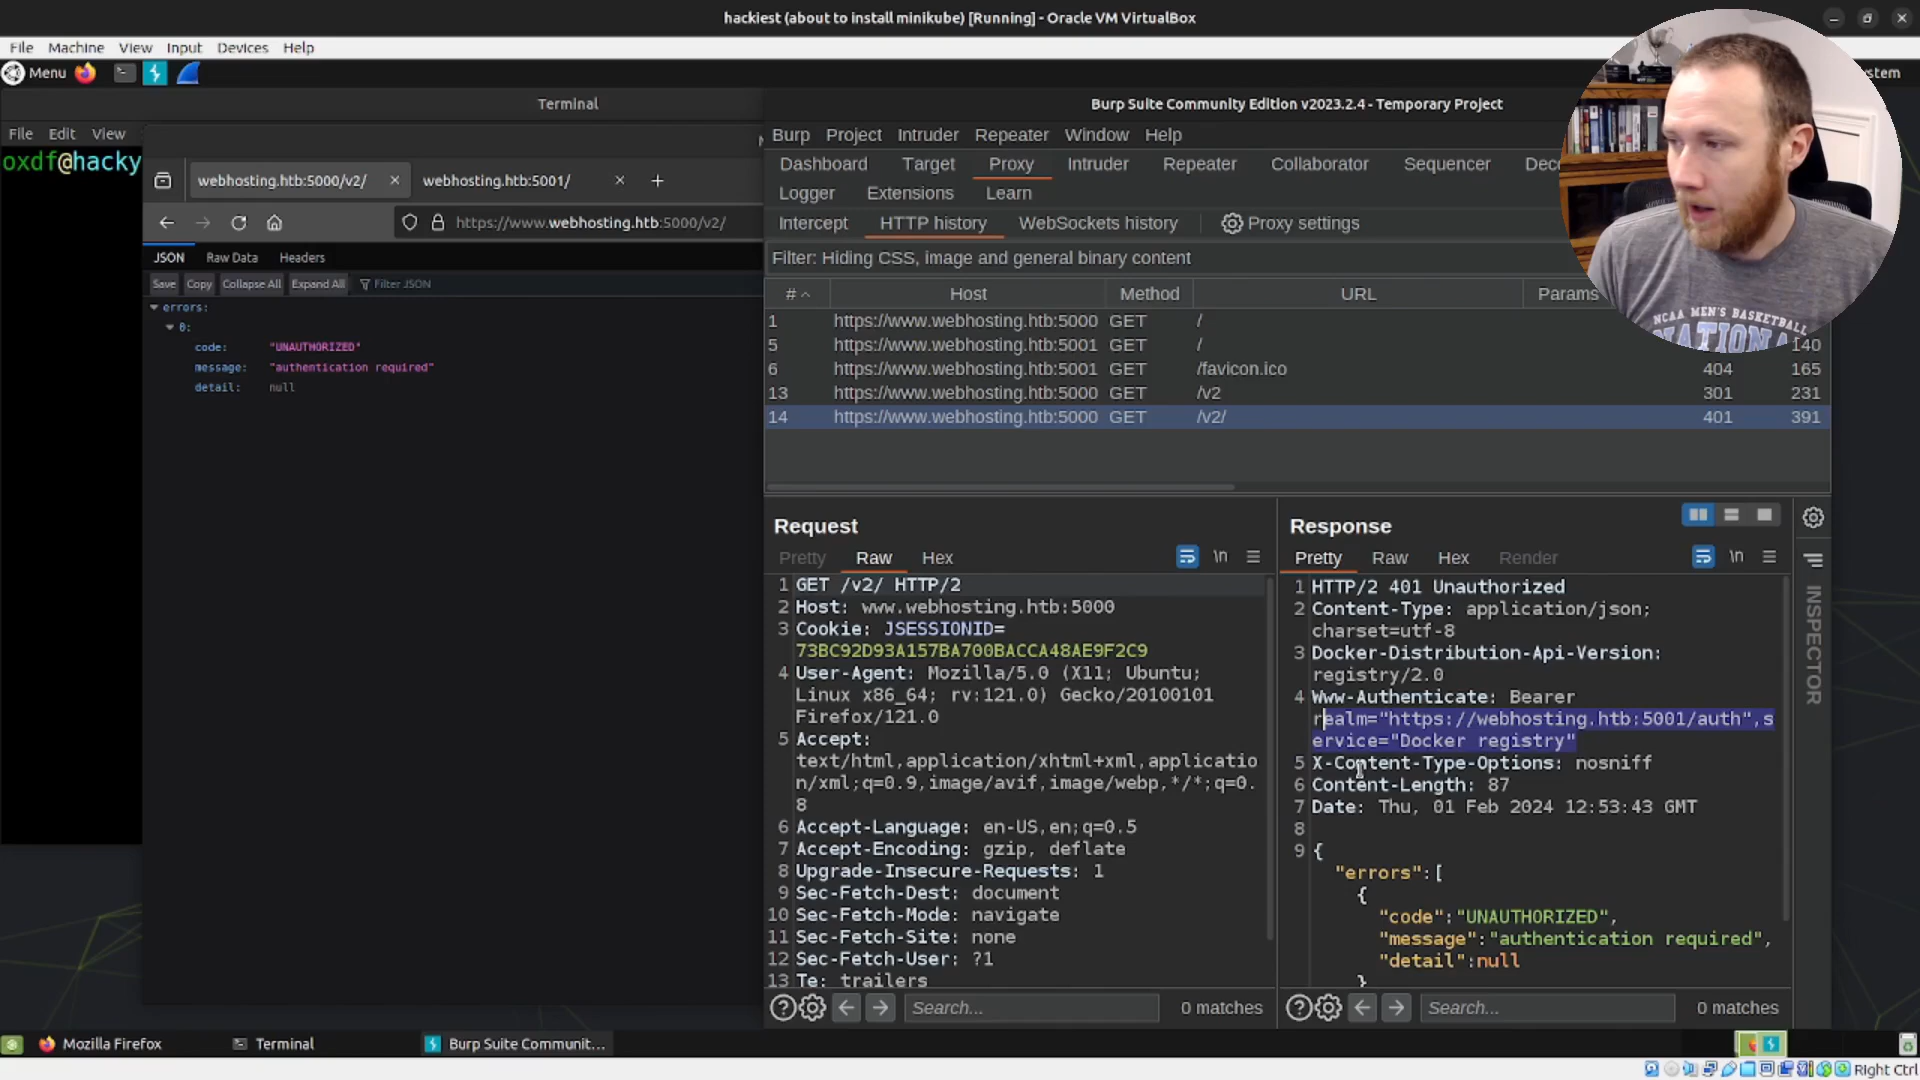 hackiest (about to install minikube) [Running] - Oracle VM VirtualBox
File Machine View Input Devices Help
Menu
Terminal
File Edit View
oxdf@hacky
webhosting.htb:5000/v2/
webhosting.htb:5001/
https://www.webhosting.htb:5000/v2/
JSON Raw Data Headers
Save Copy Collapse All Expand All Filter JSON
errors:
0:
code: "UNAUTHORIZED"
message: "authentication required"
detail: null
Burp Suite Community Edition v2023.2.4 - Temporary Project
Burp Project Intruder Repeater Window Help
Dashboard Target Proxy Intruder Repeater Collaborator Sequencer
Logger Extensions Learn
Intercept HTTP history WebSockets history Proxy settings
Filter: Hiding CSS, image and general binary content
# Host Method URL Params
1 https://www.webhosting.htb:5000 GET /
5 https://www.webhosting.htb:5001 GET / 140
6 https://www.webhosting.htb:5001 GET /favicon.ico 404 165
13 https://www.webhosting.htb:5000 GET /v2 301 231
14 https://www.webhosting.htb:5000 GET /v2/ 401 391
NCAA MEN'S BASKETBALL
Request
Pretty Raw Hex \n
1 GET /v2/ HTTP/2
2 Host: www.webhosting.htb:5000
3 Cookie: JSESSIONID=
73BC92D93A157BA700BACCA48AE9F2C9
4 User-Agent: Mozilla/5.0 (X11; Ubuntu;
Linux x86_64; rv:121.0) Gecko/20100101
Firefox/121.0
5 Accept:
text/html,application/xhtml+xml,applicatio
n/xml;q=0.9,image/avif,image/webp,*/*;q=0.
8
6 Accept-Language: en-US,en;q=0.5
7 Accept-Encoding: gzip, deflate
8 Upgrade-Insecure-Requests: 1
9 Sec-Fetch-Dest: document
10 Sec-Fetch-Mode: navigate
11 Sec-Fetch-Site: none
12 Sec-Fetch-User: ?1
13 Te: trailers
Search... 0 matches
Response
Pretty Raw Hex Render \n
1 HTTP/2 401 Unauthorized
2 Content-Type: application/json;
charset=utf-8
3 Docker-Distribution-Api-Version:
registry/2.0
4 Www-Authenticate: Bearer
realm="https://webhosting.htb:5001/auth",s
ervice="Docker registry"
5 X-Content-Type-Options: nosniff
6 Content-Length: 87
7 Date: Thu, 01 Feb 2024 12:53:43 GMT
8
9 {
"errors":[
{
"code":"UNAUTHORIZED",
"message":"authentication required",
"detail":null
}
Search... 0 matches
INSPECTOR
Mozilla Firefox Terminal Burp Suite Communit...
Right Ctrl